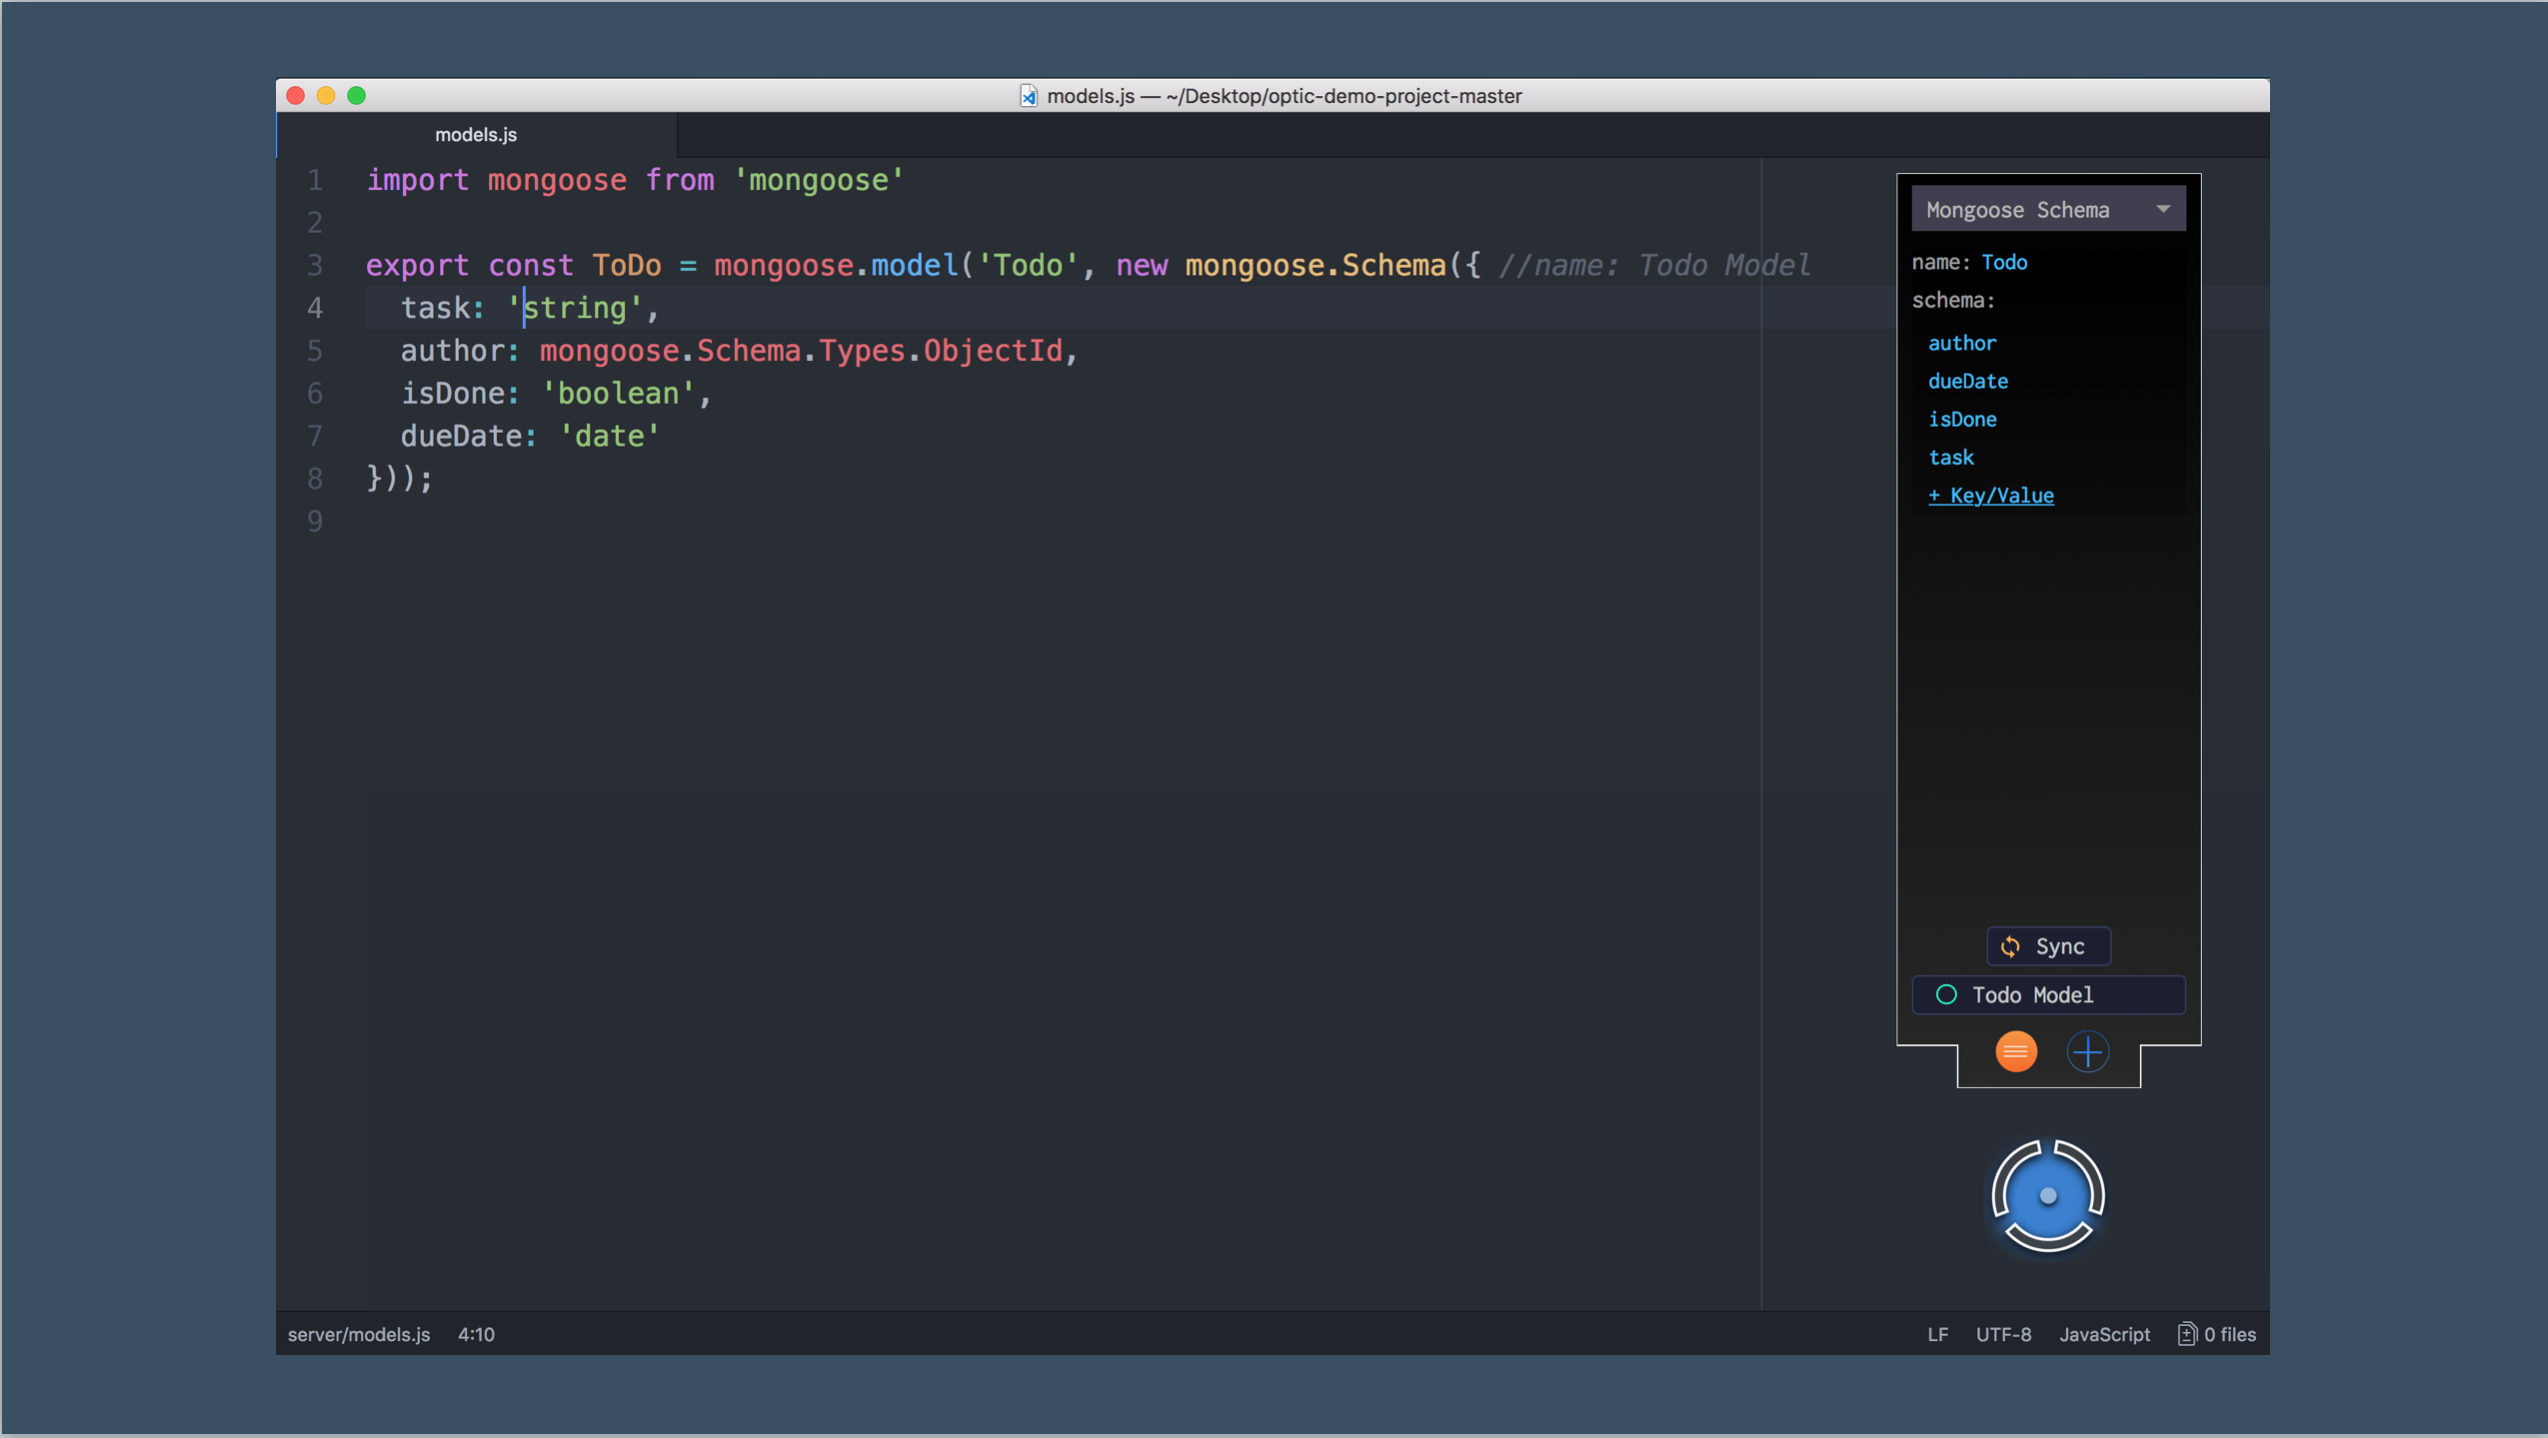 models.js — ~/Desktop/optic-demo-project-master
models.js
1 import mongoose from 'mongoose'
2
3 export const ToDo = mongoose.model('Todo', new mongoose.Schema({ //name: Todo Model
4 task: 'string',
5 author: mongoose.Schema.Types.ObjectId,
6 isDone: 'boolean',
7 dueDate: 'date'
8 }));
9
Mongoose Schema
name: Todo
schema:
author
dueDate
isDone
task
+ Key/Value
Sync
Todo Model
server/models.js 4:10 LF UTF-8 JavaScript 0 files